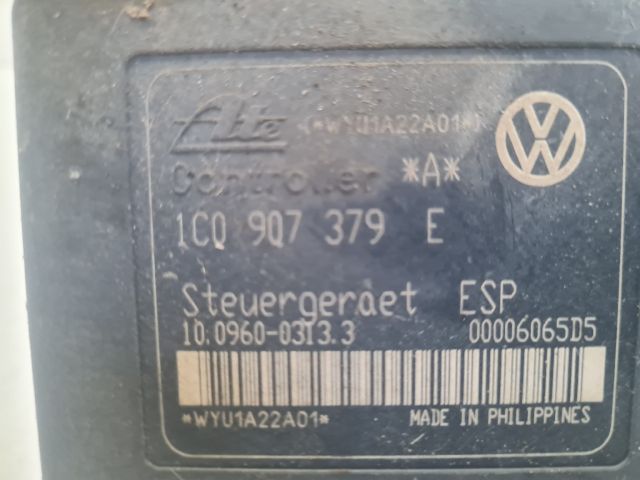 Ate (*WYU1A22A01*)
Controller *A*
1C0 907 379 E
Steuergeraet ESP
10.0960-0313.3 00006065D5
*WYU1A22A01* MADE IN PHILIPPINES